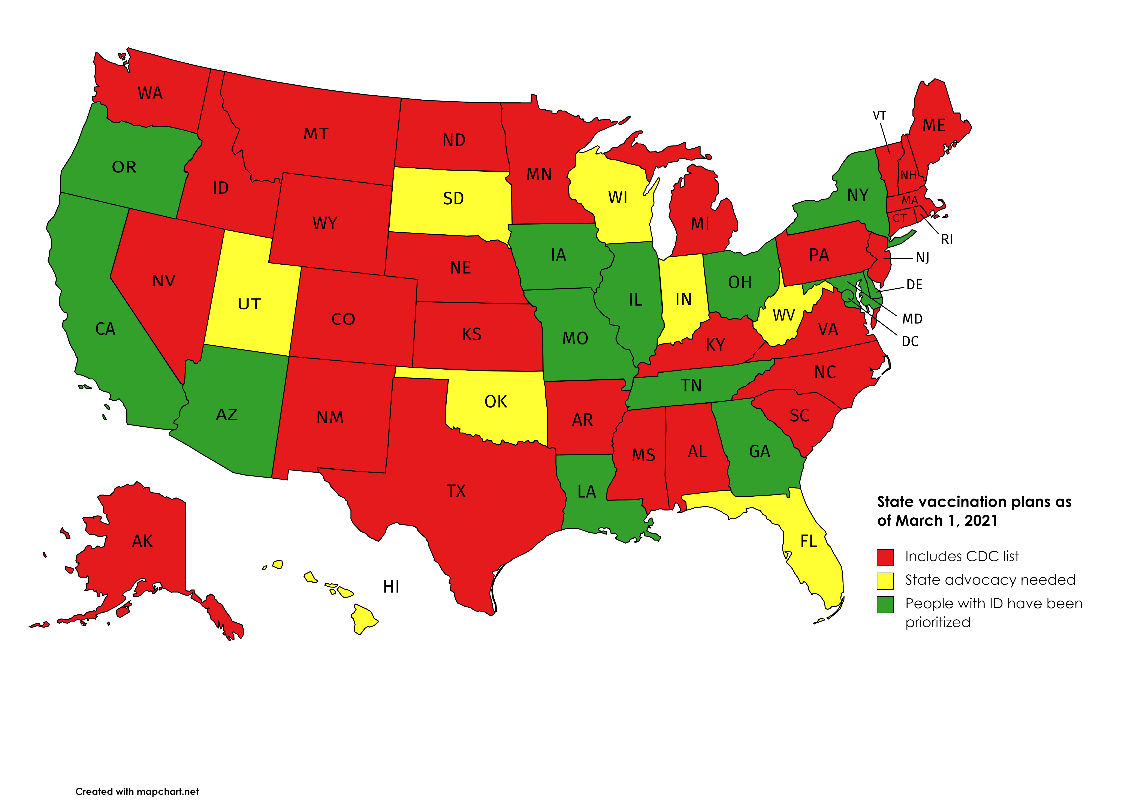 WA
MT
ND
MN
ME
VT
NH
OR
ID
SD
WI
MI
NY
MA
CT
RI
WY
NE
IA
PA
NJ
NV
UT
CO
KS
IL
IN
OH
DE
MD
DC
CA
MO
WV
VA
KY
NC
TN
AZ
NM
OK
AR
SC
MS
AL
GA
TX
LA
FL
AK
HI
State vaccination plans as
of March 1, 2021
Includes CDC list
State advocacy needed
People with ID have been
prioritized
Created with mapchart.net